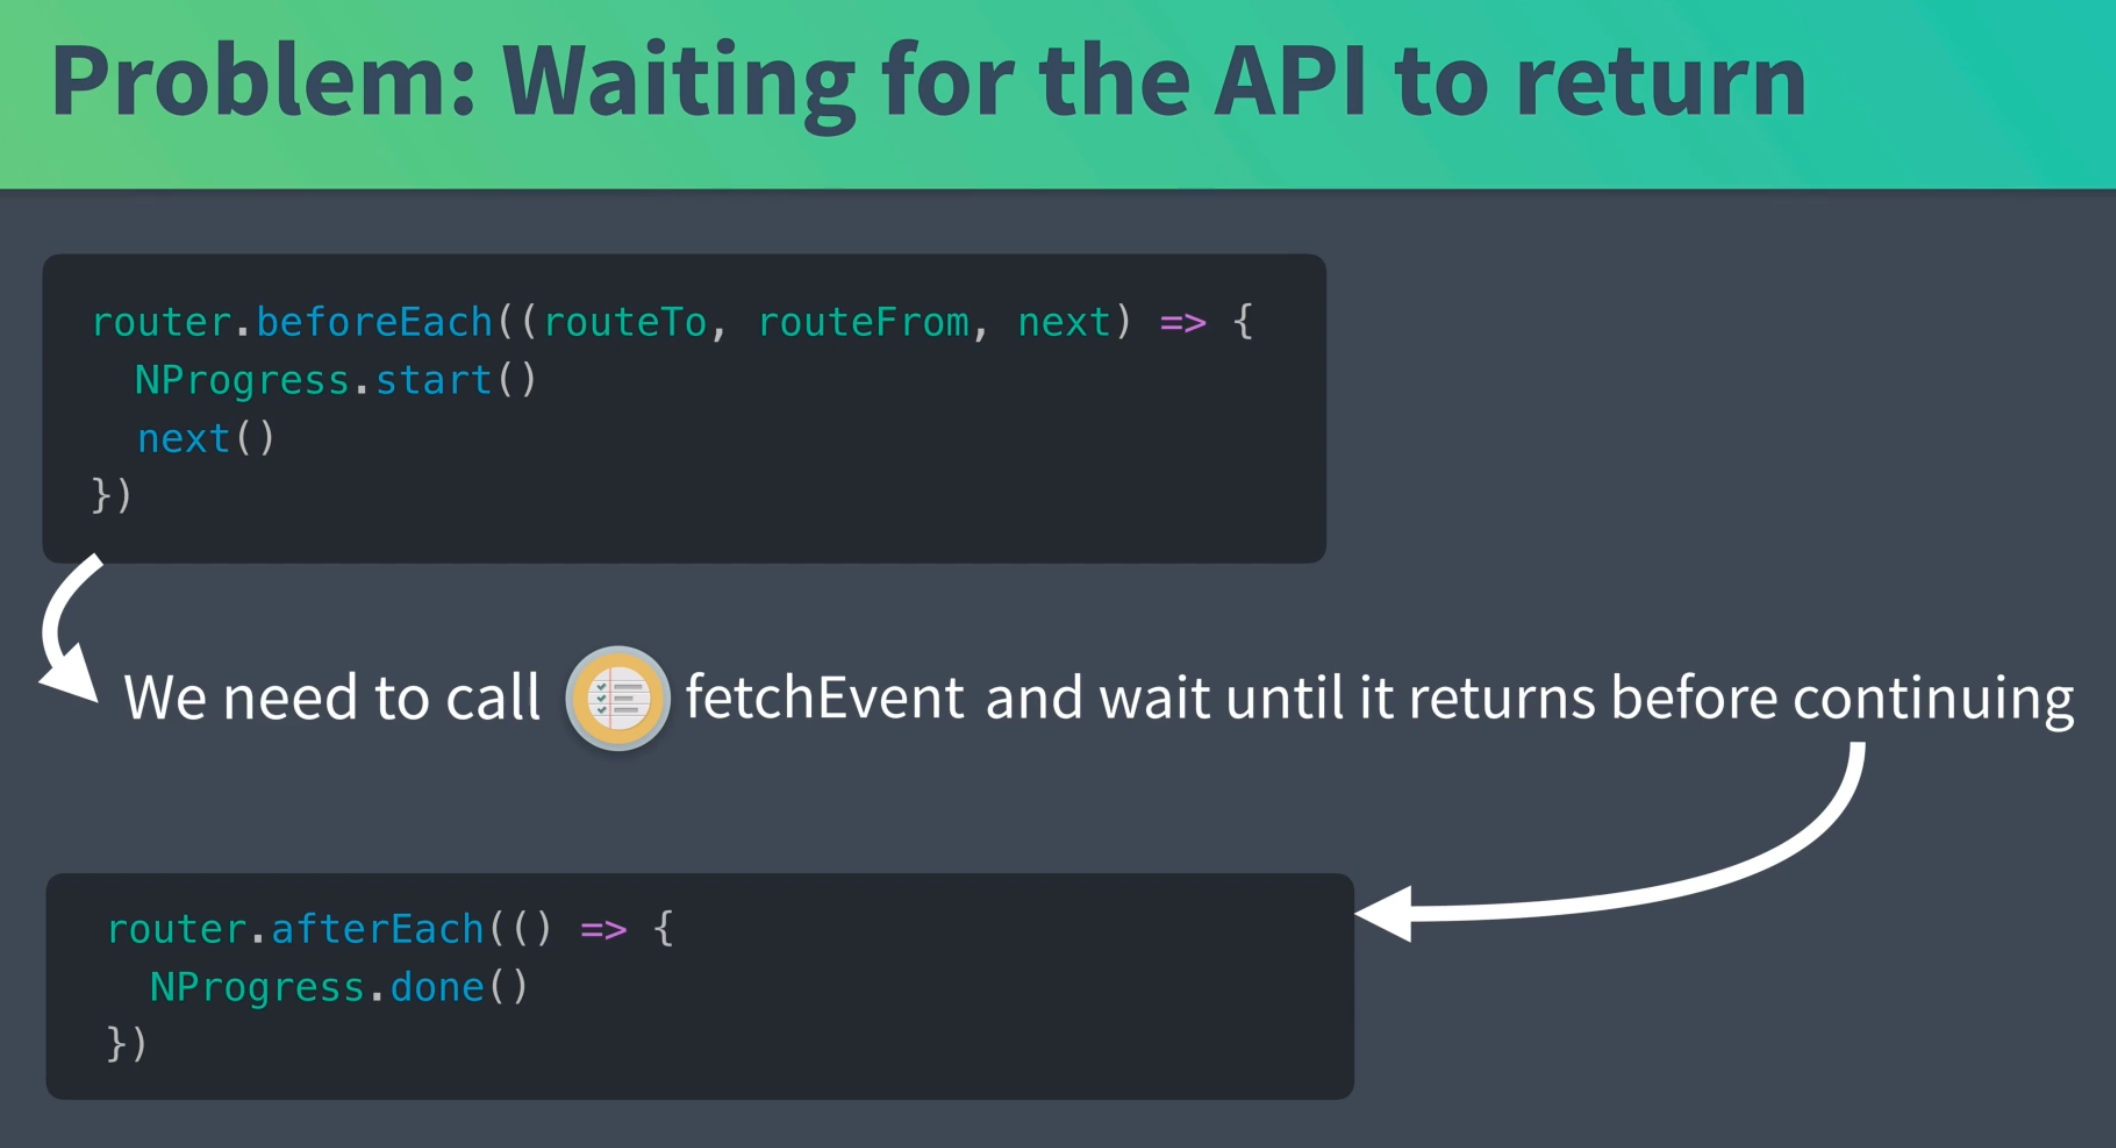 Problem: Waiting for the API to return
router.beforeEach((routeTo, routeFrom, next) => {
  NProgress.start()
  next()
})
We need to call fetchEvent and wait until it returns before continuing
router.afterEach(() => {
  NProgress.done()
})